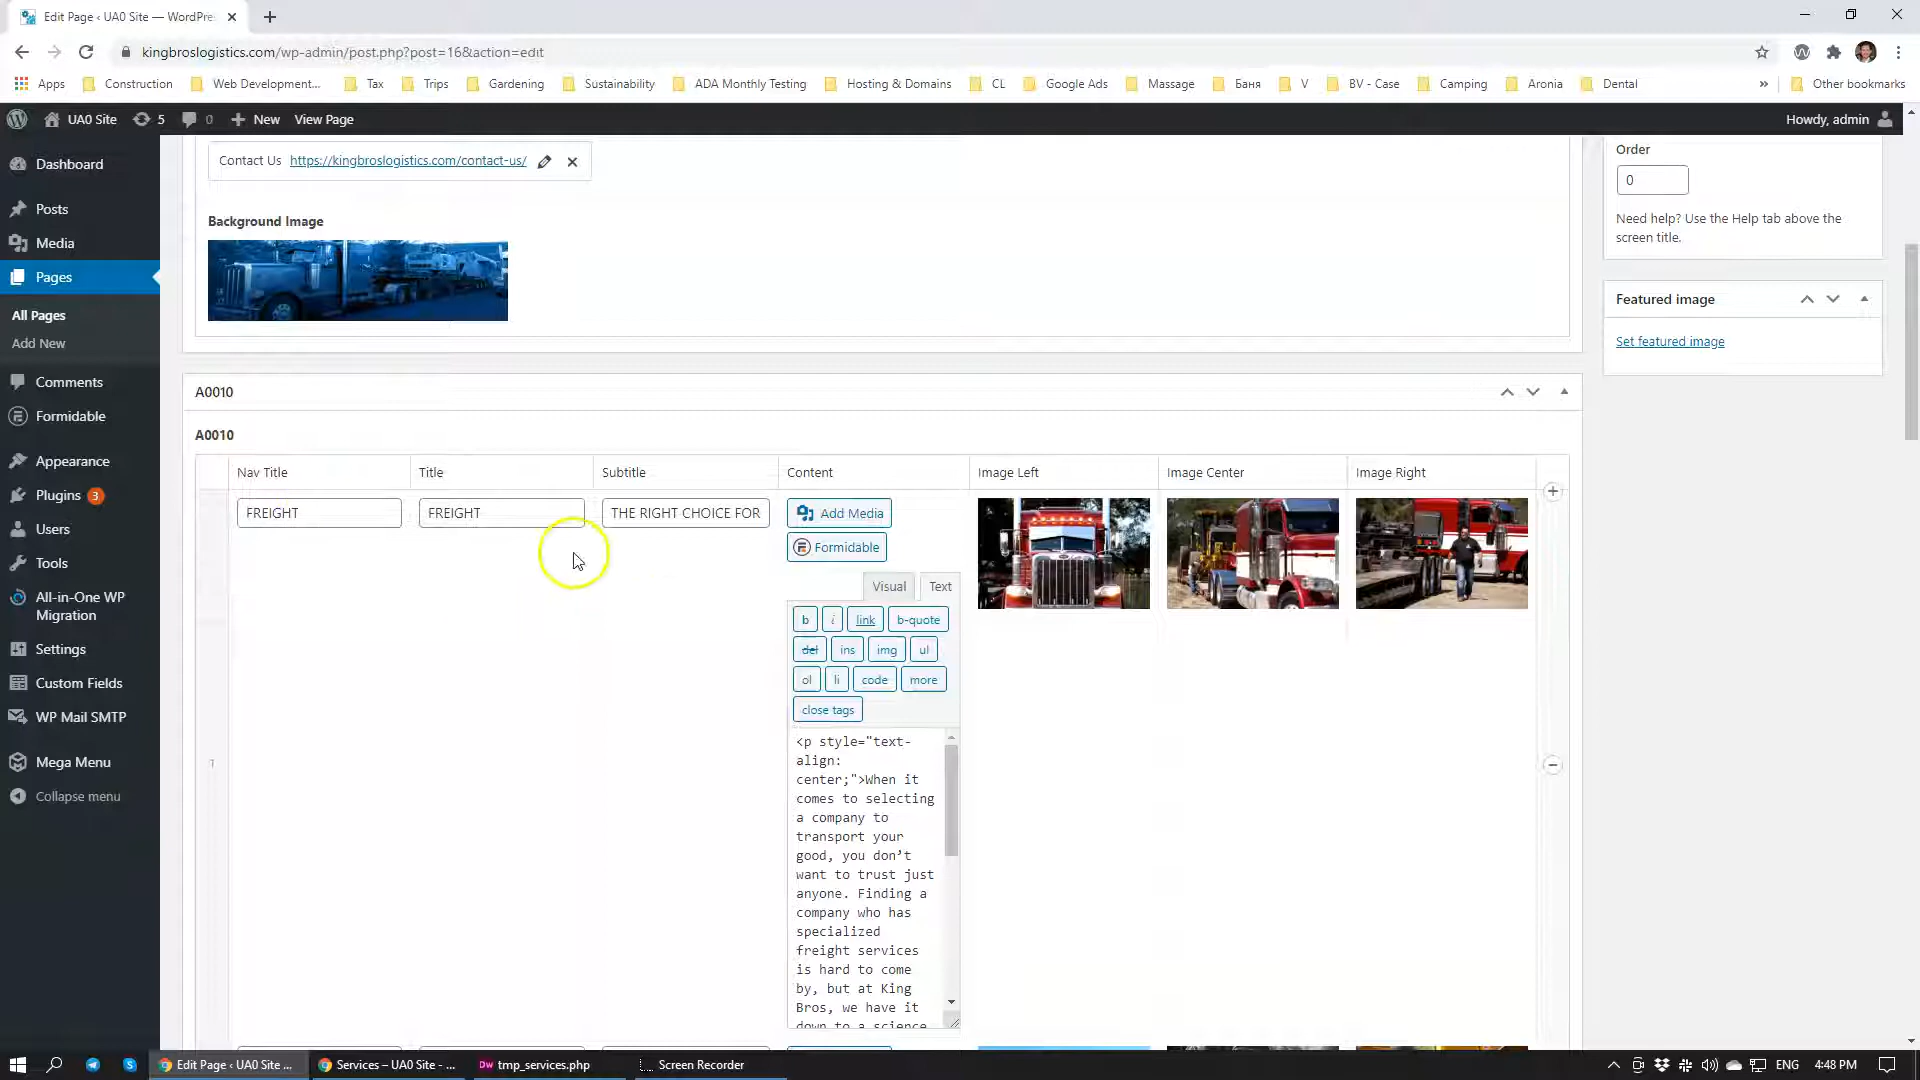 Edit Page ‹ UA0 Site — WordPre
kingbroslogistics.com/wp-admin/post.php?post=16&action=edit
Apps
Construction
Web Development...
Tax
Trips
Gardening
Sustainability
ADA Monthly Testing
Hosting & Domains
CL
Google Ads
Massage
Баня
V
BV - Case
Camping
Aronia
Dental
»
Other bookmarks
UA0 Site
5
0
New
View Page
Howdy, admin
Dashboard
Posts
Media
Pages
All Pages
Add New
Comments
Formidable
Appearance
Plugins 3
Users
Tools
All-in-One WP
Migration
Settings
Custom Fields
WP Mail SMTP
Mega Menu
Collapse menu
Contact Us https://kingbroslogistics.com/contact-us/
Background Image
A0010
A0010
Nav Title
Title
Subtitle
Content
Image Left
Image Center
Image Right
1
FREIGHT
FREIGHT
THE RIGHT CHOICE FOR
Add Media
Formidable
Visual
Text
b
i
link
b-quote
del
ins
img
ul
ol
li
code
more
close tags
<p style="text-
align:
center;">When it
comes to selecting
a company to
transport your
good, you don’t
want to trust just
anyone. Finding a
company who has
specialized
freight services
is hard to come
by, but at King
Bros, we have it
down to a science
Order
0
Need help? Use the Help tab above the
screen title.
Featured image
Set featured image
Edit Page ‹ UA0 Site ...
Services – UA0 Site - ...
Dw
tmp_services.php
Screen Recorder
ENG
4:48 PM